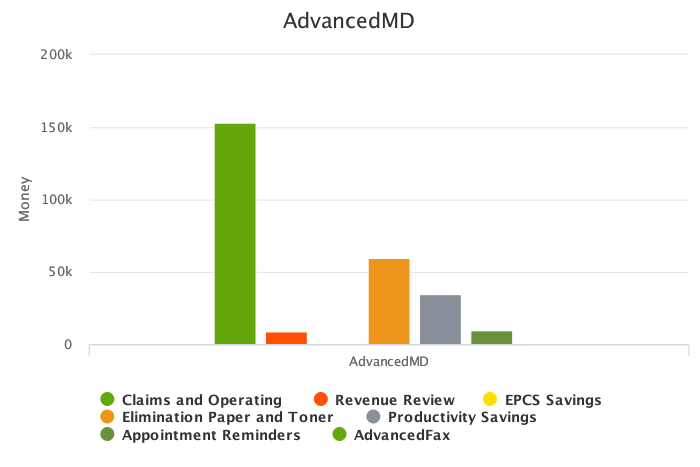 AdvancedMD
200k
150k
100k
50k
0
Money
AdvancedMD
Claims and Operating
Revenue Review
EPCS Savings
Elimination Paper and Toner
Productivity Savings
Appointment Reminders
AdvancedFax